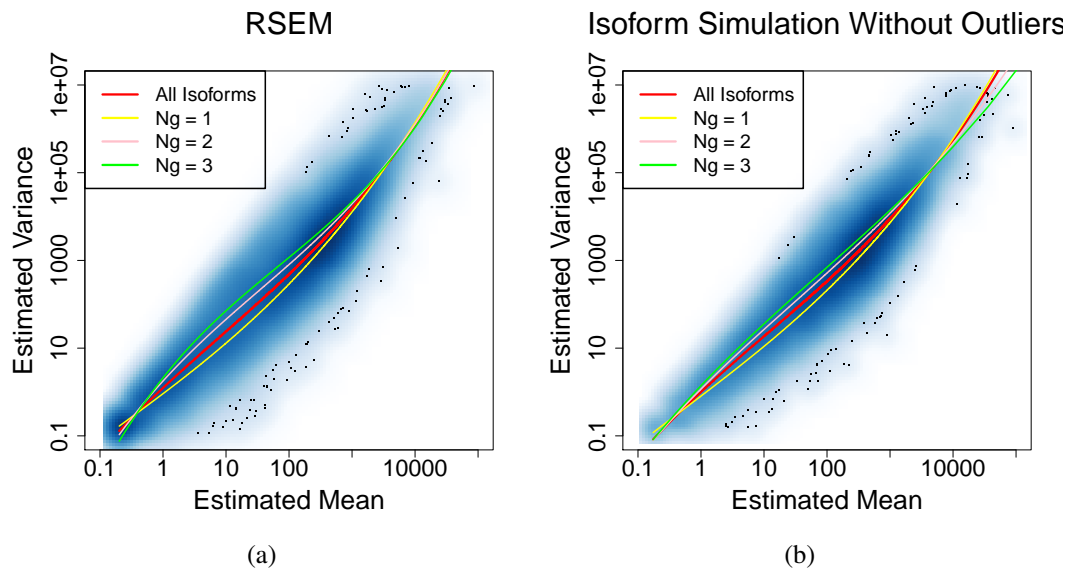 RSEM
All Isoforms
Ng = 1
Ng = 2
Ng = 3
Estimated Variance
1e+07
1e+05
1000
10
0.1
0.1 1 10 100 10000
Estimated Mean
(a)
Isoform Simulation Without Outliers
All Isoforms
Ng = 1
Ng = 2
Ng = 3
Estimated Variance
1e+07
1e+05
1000
10
0.1
0.1 1 10 100 10000
Estimated Mean
(b)